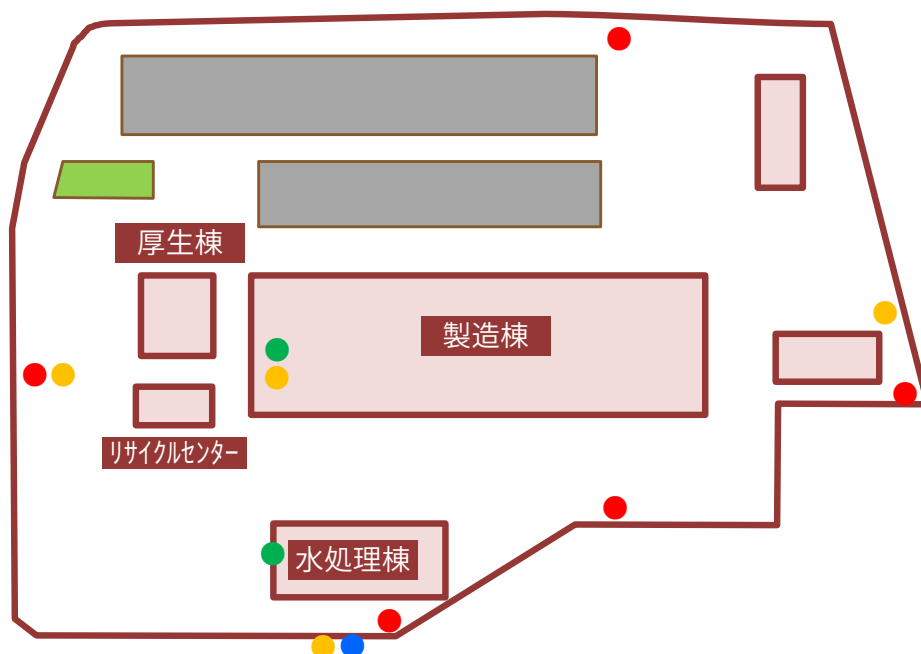 厚生棟
製造棟
リサイクルセンター
水処理棟